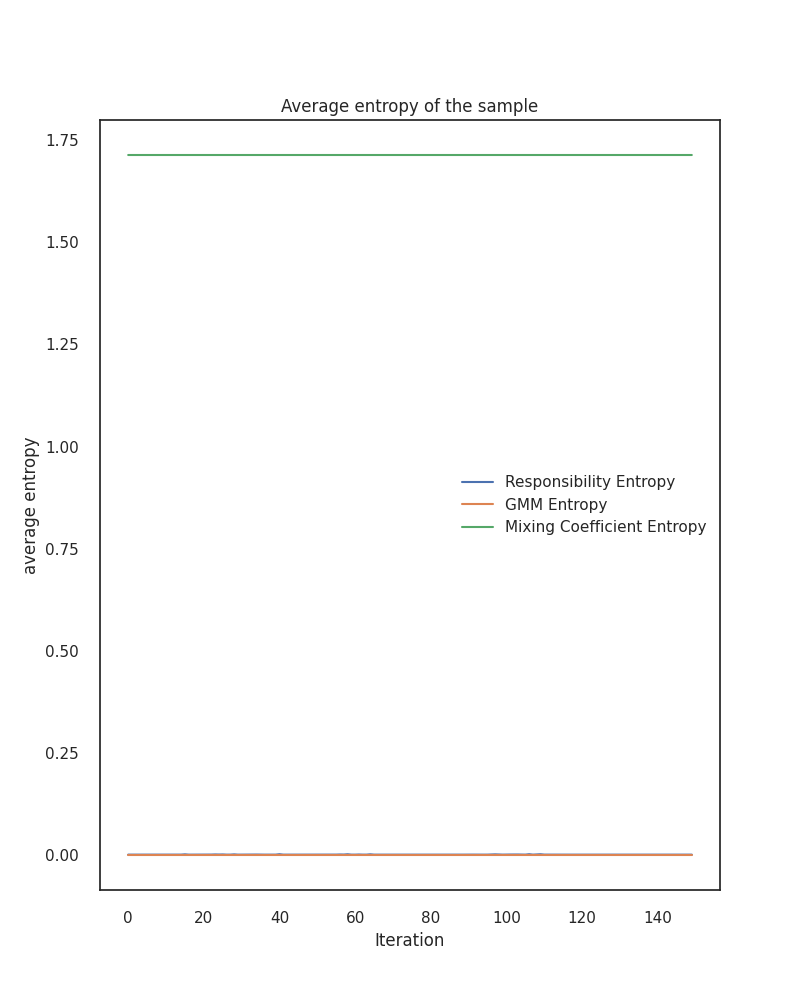 Average entropy of the sample
1.75
1.50
1.25
1.00
0.75
0.50
0.25
0.00
average entropy
Responsibility Entropy
GMM Entropy
Mixing Coefficient Entropy
0 20 40 60 80 100 120 140
Iteration